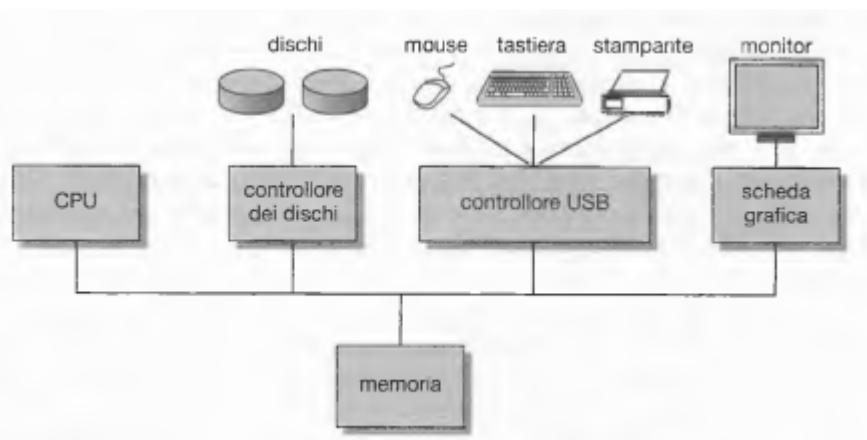 dischi
mouse
tastiera
stampante
monitor
CPU
controllore
dei dischi
controllore USB
scheda
grafica
memoria